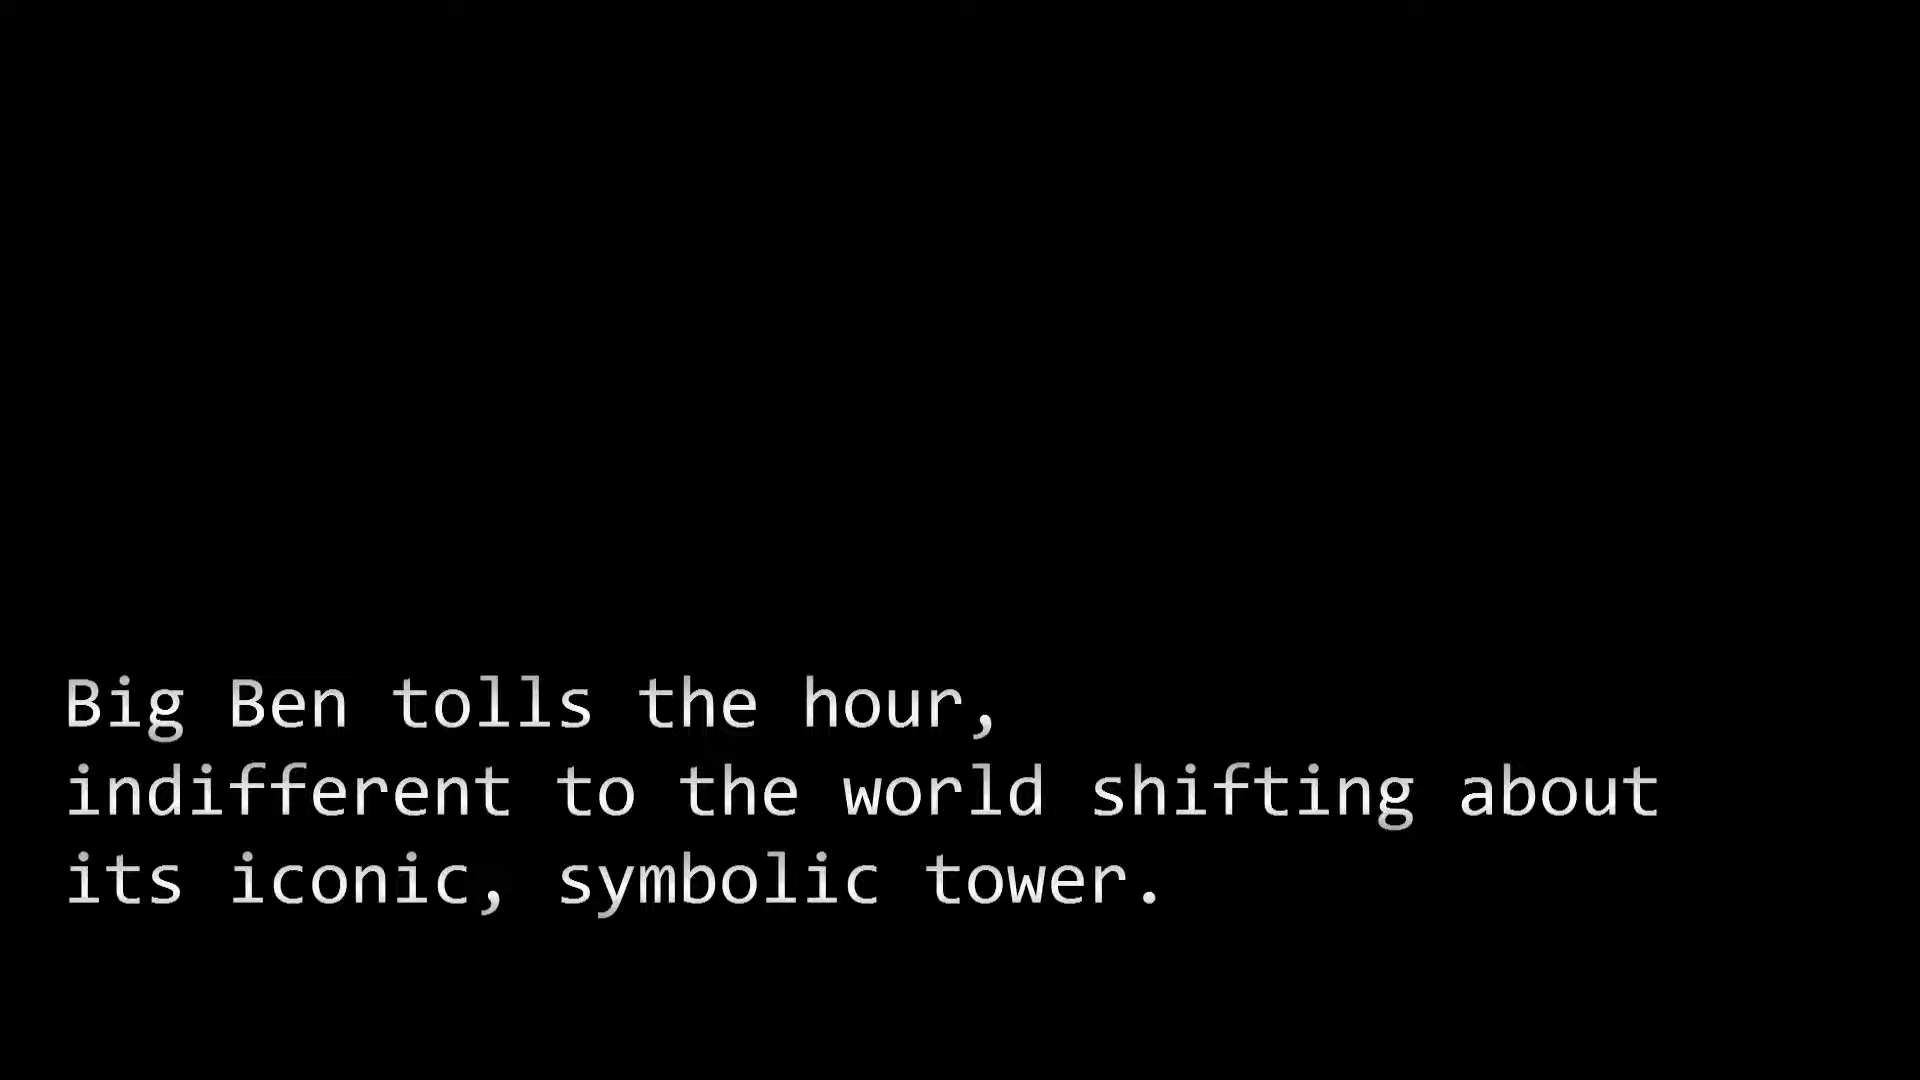 Big Ben tolls the hour,
indifferent to the world shifting about
its iconic, symbolic tower.